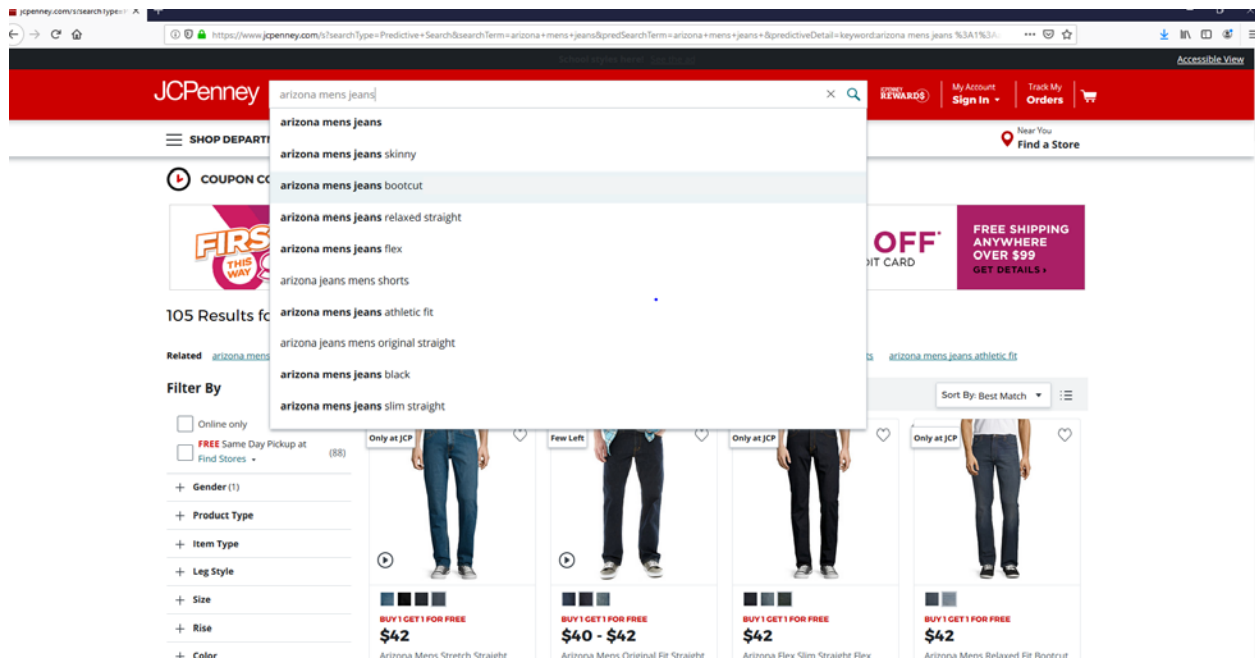 jcpenney.com/s?searchType=P
https://www.jcpenney.com/s?searchType=Predictive+Search&searchTerm=arizona+mens+jeans&predSearchTerm=arizona+mens+jeans+&predictiveDetail=keyword:arizona mens jeans %3A1%3A
School styles here! See the ad
Accessible View
JCPenney
arizona mens jeans
JCPENNEY REWARDS
My Account
Sign In
Track My
Orders
SHOP DEPARTI
Near You
Find a Store
arizona mens jeans
arizona mens jeans skinny
arizona mens jeans bootcut
arizona mens jeans relaxed straight
arizona mens jeans flex
arizona jeans mens shorts
arizona mens jeans athletic fit
arizona jeans mens original straight
arizona mens jeans black
arizona mens jeans slim straight
COUPON CO
FIRS
THIS
WAY
OFF*
DIT CARD
FREE SHIPPING
ANYWHERE
OVER $99
GET DETAILS
105 Results fo
Related arizona mens
ts arizona mens jeans athletic fit
Filter By
Sort By: Best Match
Online only
FREE Same Day Pickup at
Find Stores
(88)
+ Gender (1)
+ Product Type
+ Item Type
+ Leg Style
+ Size
+ Rise
+ Color
Only at JCP
Few Left
Only at JCP
Only at JCP
BUY 1 GET 1 FOR FREE
$42
Arizona Mens Stretch Straight
BUY 1 GET 1 FOR FREE
$40 - $42
Arizona Mens Original Fit Straight
BUY 1 GET 1 FOR FREE
$42
Arizona Flex Slim Straight Flex
BUY 1 GET 1 FOR FREE
$42
Arizona Mens Relaxed Fit Bootcut